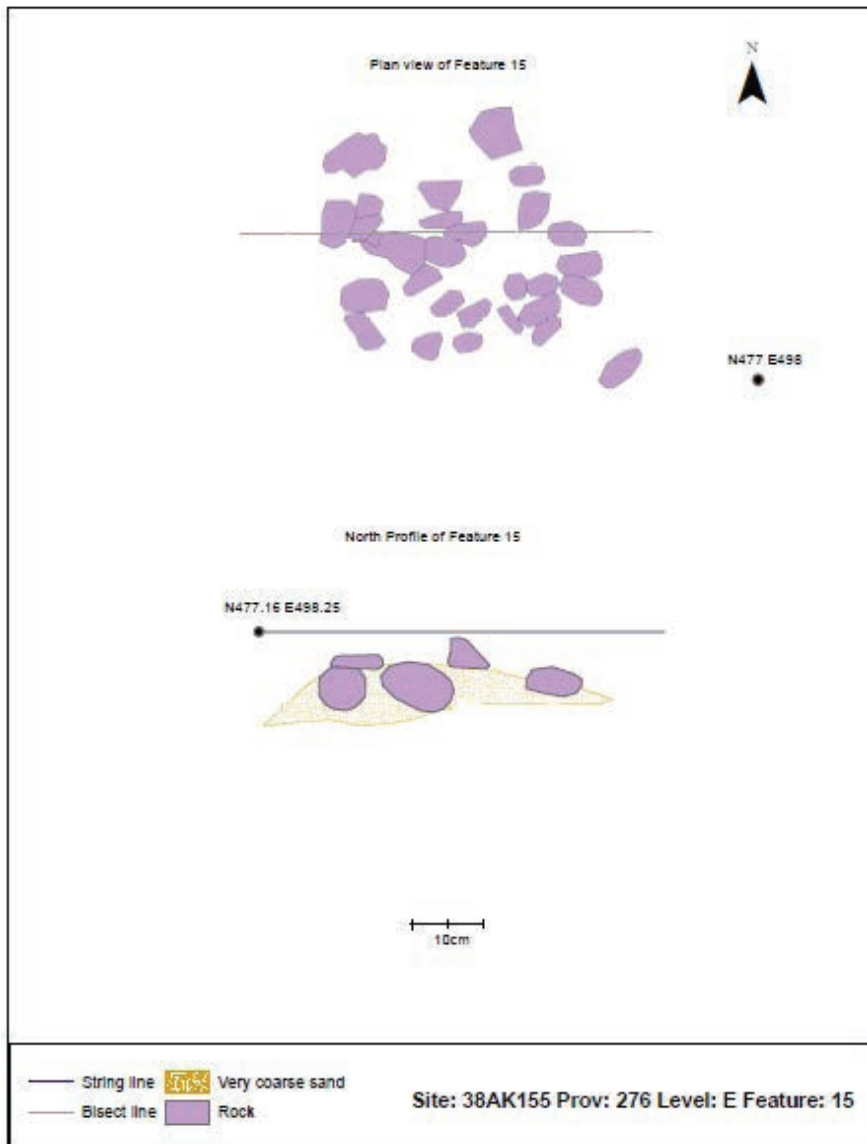 Plan view of Feature 15
N
N477 E498
North Profile of Feature 15
N477.16 E498.25
10cm
String line
Very coarse sand
Bisect line
Rock
Site: 38AK155 Prov: 276 Level: E Feature: 15